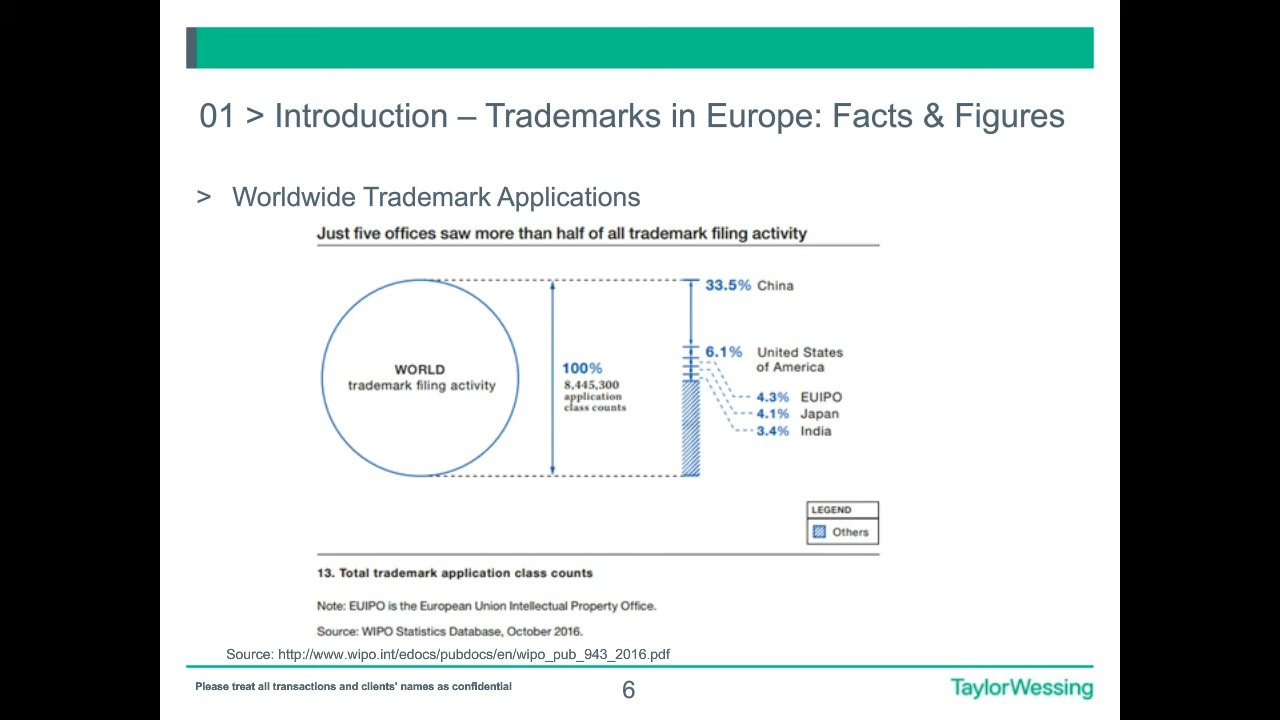 01 > Introduction – Trademarks in Europe: Facts & Figures
> Worldwide Trademark Applications
Just five offices saw more than half of all trademark filing activity
WORLD
trademark filing activity
100%
8,445,300
application
class counts
33.5% China
6.1% United States
of America
4.3% EUIPO
4.1% Japan
3.4% India
LEGEND
Others
13. Total trademark application class counts
Note: EUIPO is the European Union Intellectual Property Office.
Source: WIPO Statistics Database, October 2016.
Source: http://www.wipo.int/edocs/pubdocs/en/wipo_pub_943_2016.pdf
Please treat all transactions and clients' names as confidential
6
TaylorWessing